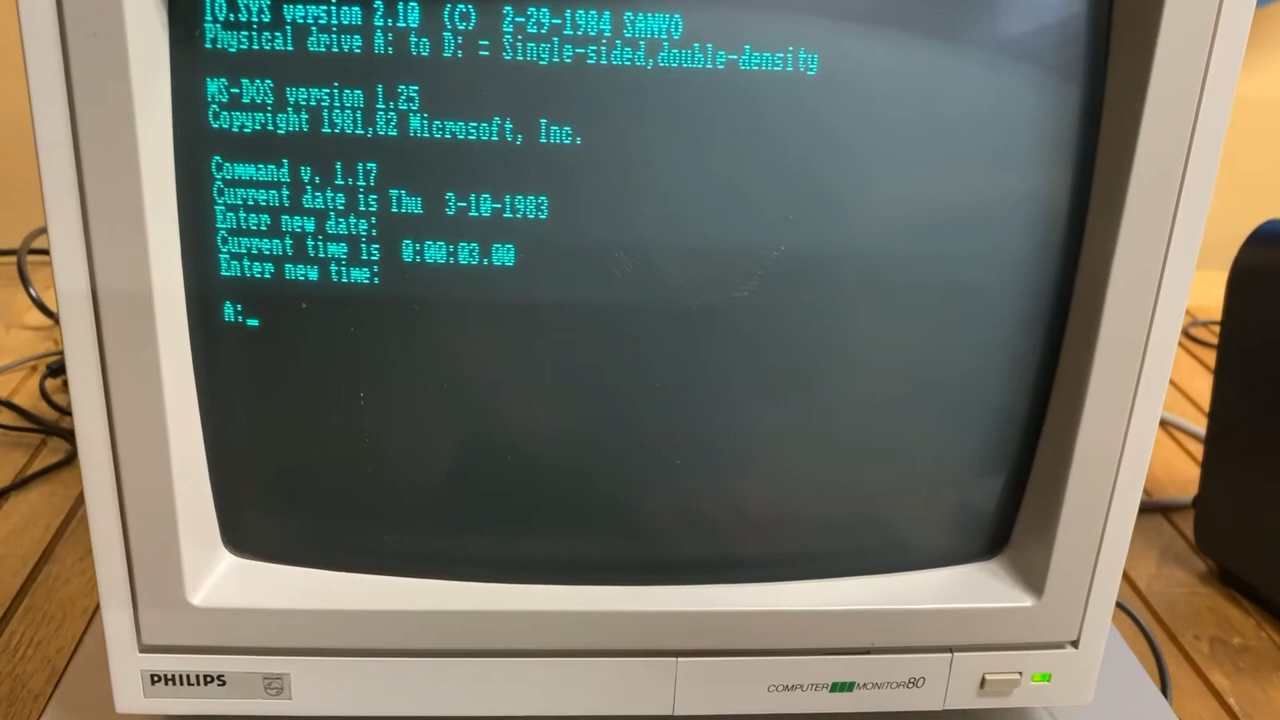 IO.SYS version 2.10 (C) 2-29-1984 SANYO
Physical drive A: to D: = Single-sided,double-density
MS-DOS version 1.25
Copyright 1981,82 Microsoft, Inc.
Command v. 1.17
Current date is Thu 3-10-1983
Enter new date:
Current time is 0:00:03.00
Enter new time:
A:_
PHILIPS
COMPUTER MONITOR80